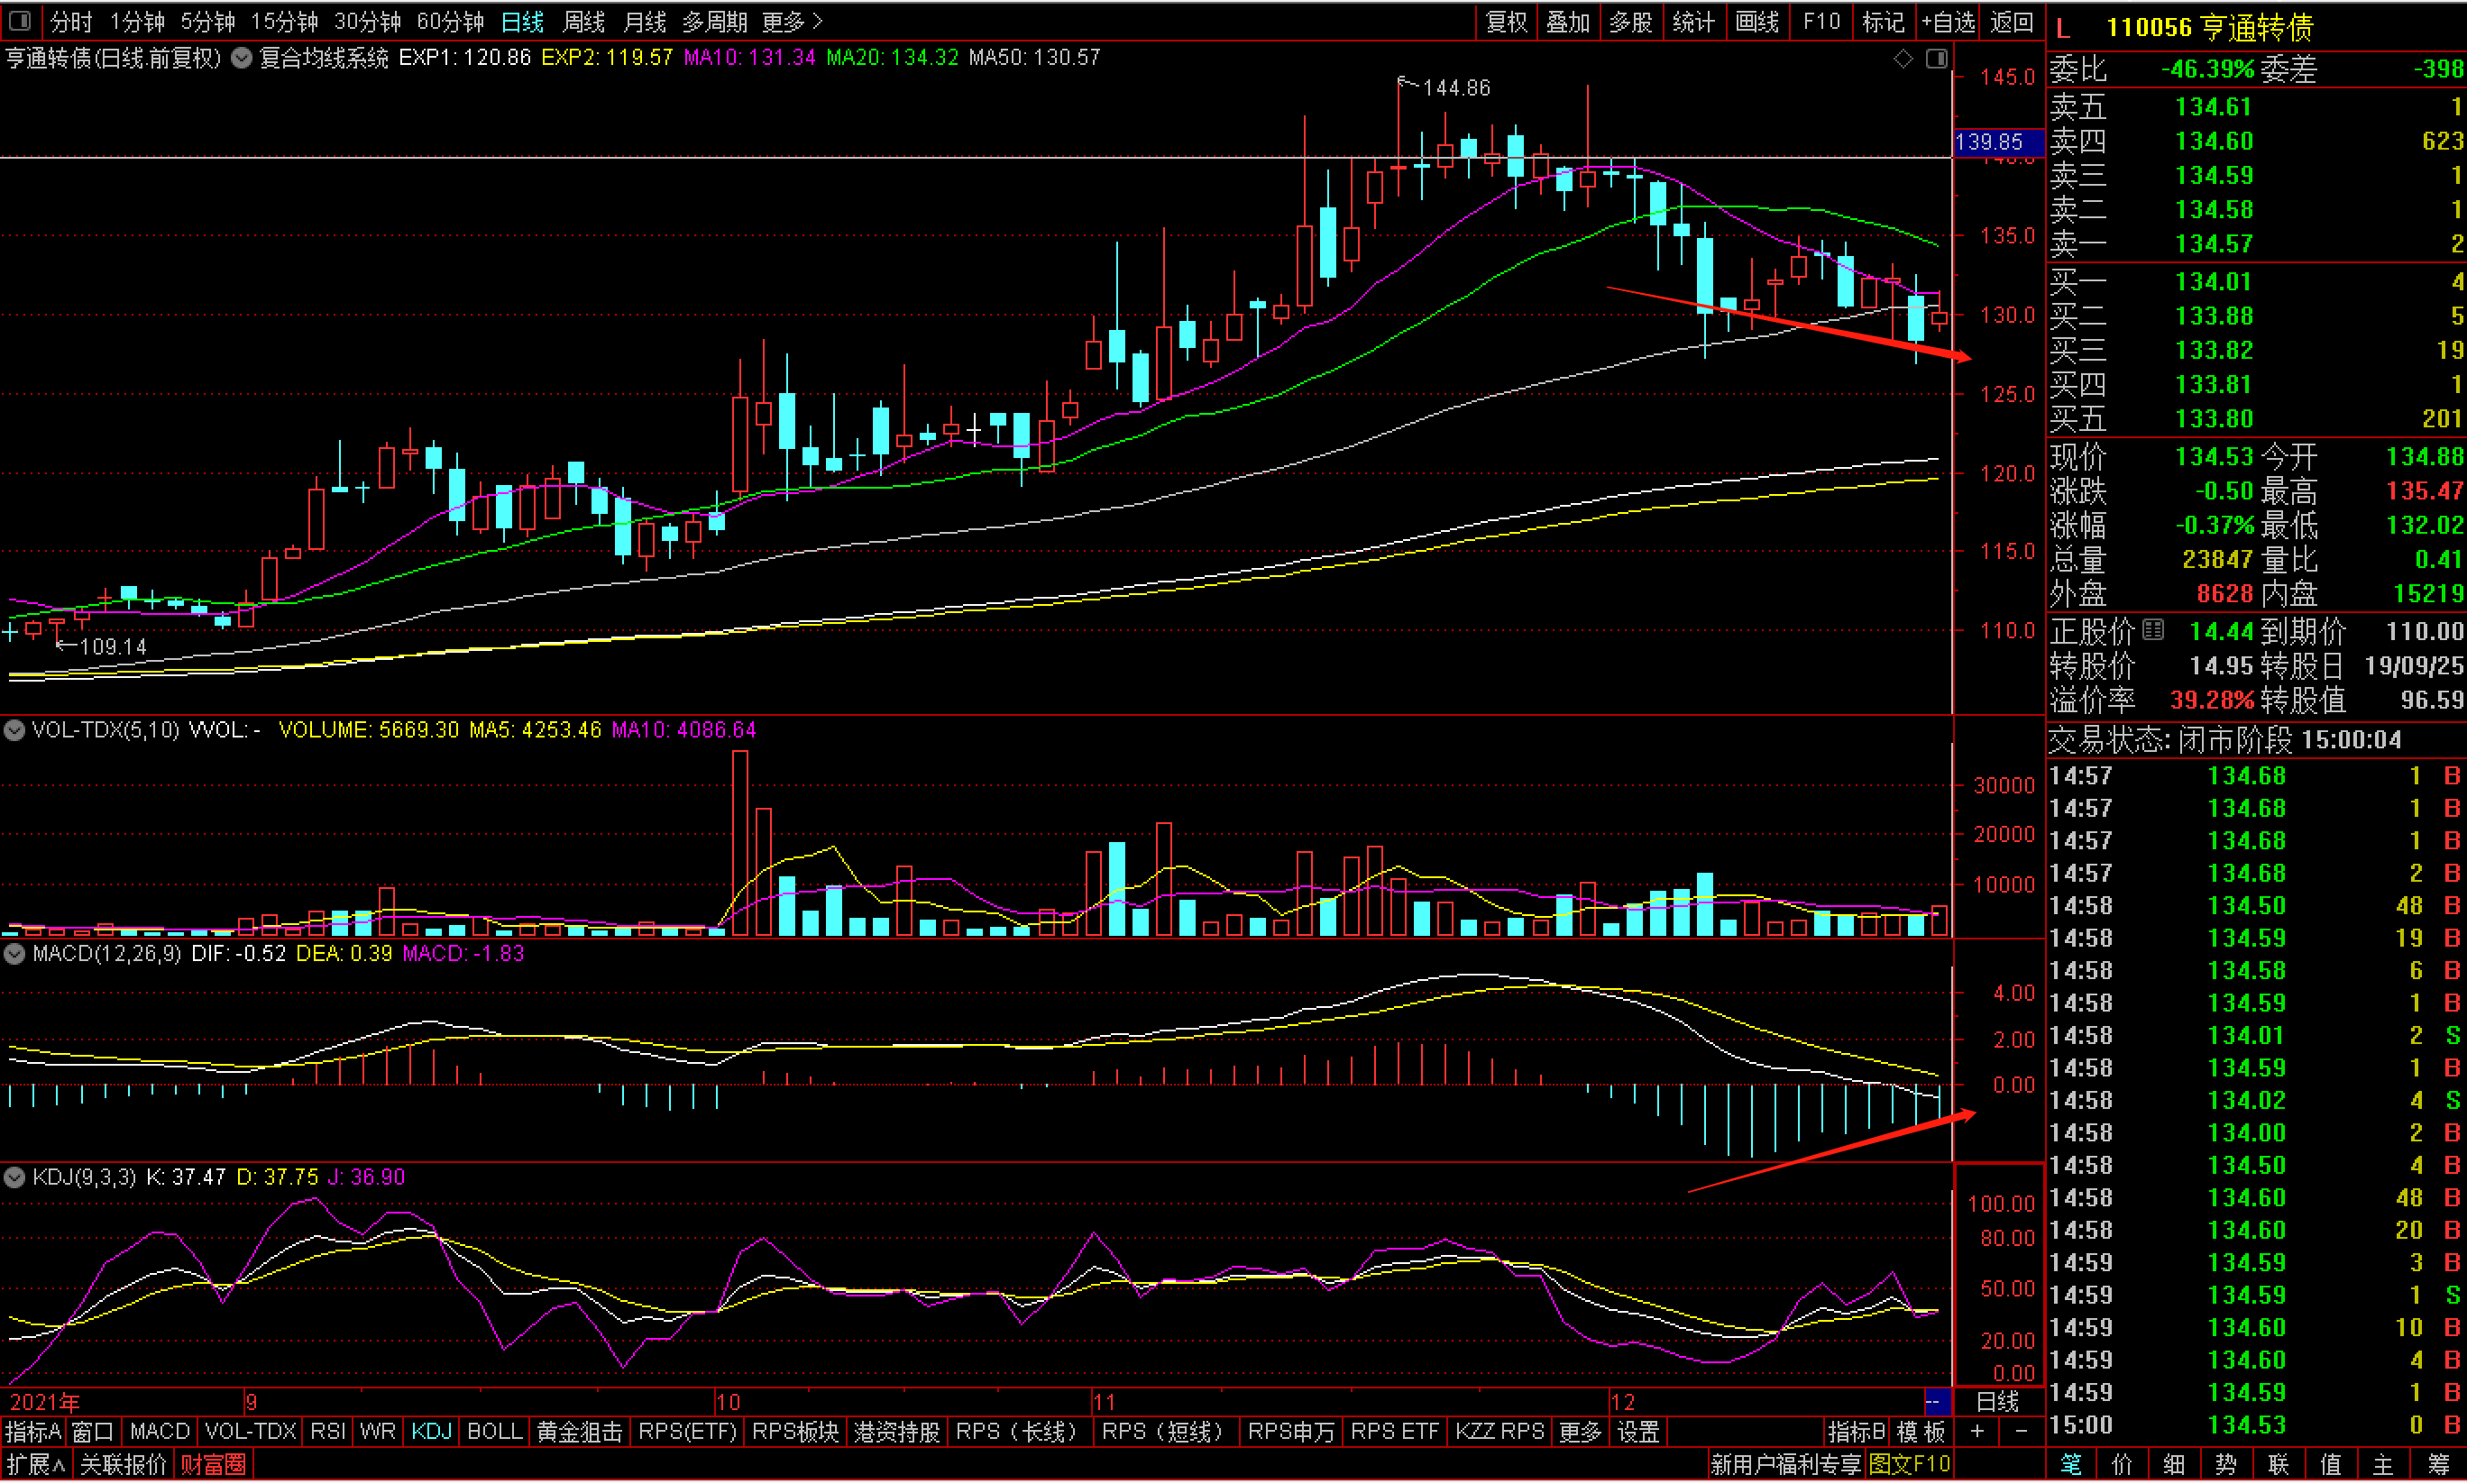 分时 1分钟 5分钟 15分钟 30分钟 60分钟 日线 周线 月线 多周期 更多 >
复权 叠加 多股 统计 画线 F10 标记 +自选 返回
亨通转债(日线.前复权) 复合均线系统 EXP1: 120.86 EXP2: 119.57 MA10: 131.34 MA20: 134.32 MA50: 130.57
144.86
109.14
145.0
139.85
135.0
130.0
125.0
120.0
115.0
110.0
VOL-TDX(5,10) VVOL: - VOLUME: 5669.30 MA5: 4253.46 MA10: 4086.64
30000
20000
10000
MACD(12,26,9) DIF: -0.52 DEA: 0.39 MACD: -1.83
4.00
2.00
0.00
KDJ(9,3,3) K: 37.47 D: 37.75 J: 36.90
100.00
80.00
50.00
20.00
0.00
2021年 9 10 11 12 -- 日线
指标A 窗口 MACD VOL-TDX RSI WR KDJ BOLL 黄金狙击 RPS(ETF) RPS板块 港资持股 RPS（长线） RPS（短线） RPS申万 RPS ETF KZZ RPS 更多 设置 指标B 模板 + −
扩展∧ 关联报价 财富圈 新用户福利专享 图文F10
L 110056 亨通转债
委比 -46.39% 委差 -398
卖五 134.61 1
卖四 134.60 623
卖三 134.59 1
卖二 134.58 1
卖一 134.57 2
买一 134.01 4
买二 133.88 5
买三 133.82 19
买四 133.81 1
买五 133.80 201
现价 134.53 今开 134.88
涨跌 -0.50 最高 135.47
涨幅 -0.37% 最低 132.02
总量 23847 量比 0.41
外盘 8628 内盘 15219
正股价 14.44 到期价 110.00
转股价 14.95 转股日 19/09/25
溢价率 39.28% 转股值 96.59
交易状态: 闭市阶段 15:00:04
14:57 134.68 1 B
14:57 134.68 1 B
14:57 134.68 1 B
14:57 134.68 2 B
14:58 134.50 48 B
14:58 134.59 19 B
14:58 134.58 6 B
14:58 134.59 1 B
14:58 134.01 2 S
14:58 134.59 1 B
14:58 134.02 4 S
14:58 134.00 2 B
14:58 134.50 4 B
14:58 134.60 48 B
14:58 134.60 20 B
14:59 134.59 3 B
14:59 134.59 1 S
14:59 134.60 10 B
14:59 134.60 4 B
14:59 134.59 1 B
15:00 134.53 0 B
笔 价 细 势 联 值 主 筹